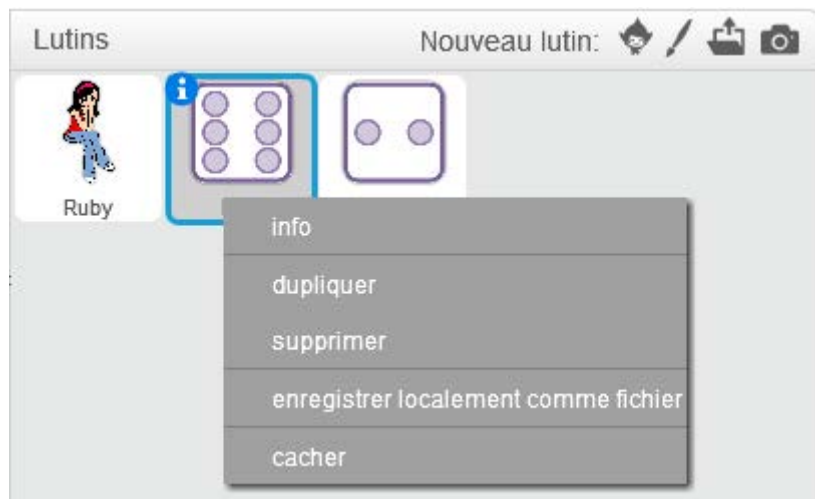 Lutins
Nouveau lutin:
Ruby
info
dupliquer
supprimer
enregistrer localement comme fichier
cacher